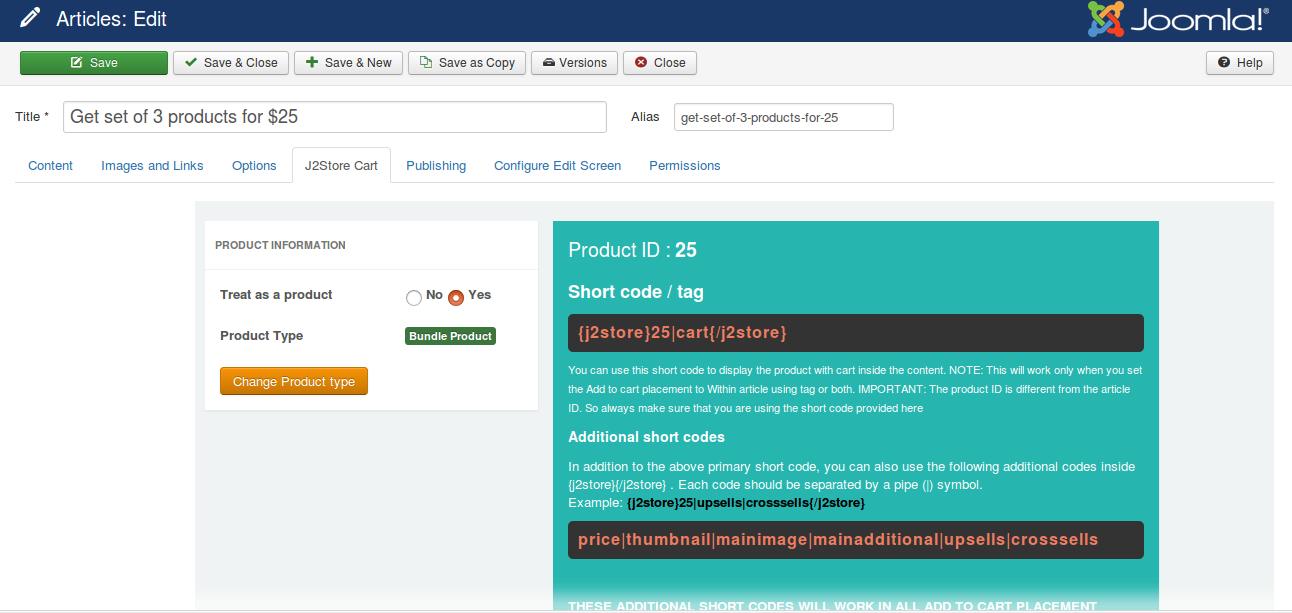 Articles: Edit
Joomla!®
Save
Save & Close
Save & New
Save as Copy
Versions
Close
Help
Title *
Get set of 3 products for $25
Alias
get-set-of-3-products-for-25
Content
Images and Links
Options
J2Store Cart
Publishing
Configure Edit Screen
Permissions
PRODUCT INFORMATION
Treat as a product
No
Yes
Product Type
Bundle Product
Change Product type
Product ID : 25
Short code / tag
{j2store}25|cart{/j2store}
You can use this short code to display the product with cart inside the content. NOTE: This will work only when you set
the Add to cart placement to Within article using tag or both. IMPORTANT: The product ID is different from the article
ID. So always make sure that you are using the short code provided here
Additional short codes
In addition to the above primary short code, you can also use the following additional codes inside
{j2store}{/j2store} . Each code should be separated by a pipe (|) symbol.
Example: {j2store}25|upsells|crosssells{/j2store}
price|thumbnail|mainimage|mainadditional|upsells|crosssells
THESE ADDITIONAL SHORT CODES WILL WORK IN ALL ADD TO CART PLACEMENT